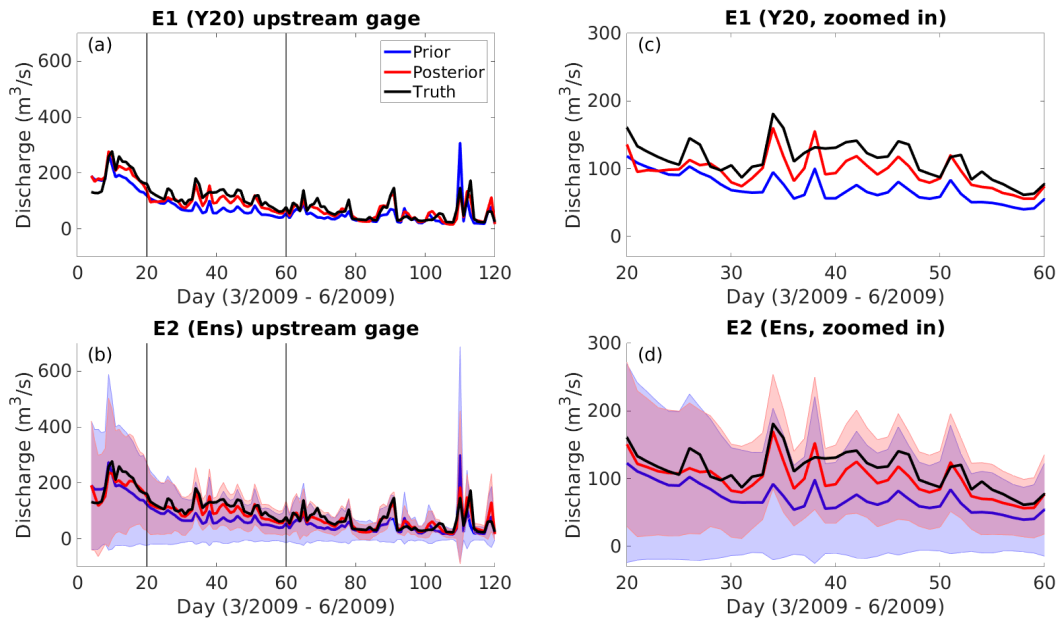 E1 (Y20) upstream gage
(a)
Prior
Posterior
Truth
Discharge (m³/s)
600
400
200
0
0 20 40 60 80 100 120
Day (3/2009 - 6/2009)
E1 (Y20, zoomed in)
(c)
Discharge (m³/s)
300
200
100
0
20 30 40 50 60
Day (3/2009 - 6/2009)
E2 (Ens) upstream gage
(b)
Discharge (m³/s)
600
400
200
0
0 20 40 60 80 100 120
Day (3/2009 - 6/2009)
E2 (Ens, zoomed in)
(d)
Discharge (m³/s)
300
200
100
0
20 30 40 50 60
Day (3/2009 - 6/2009)